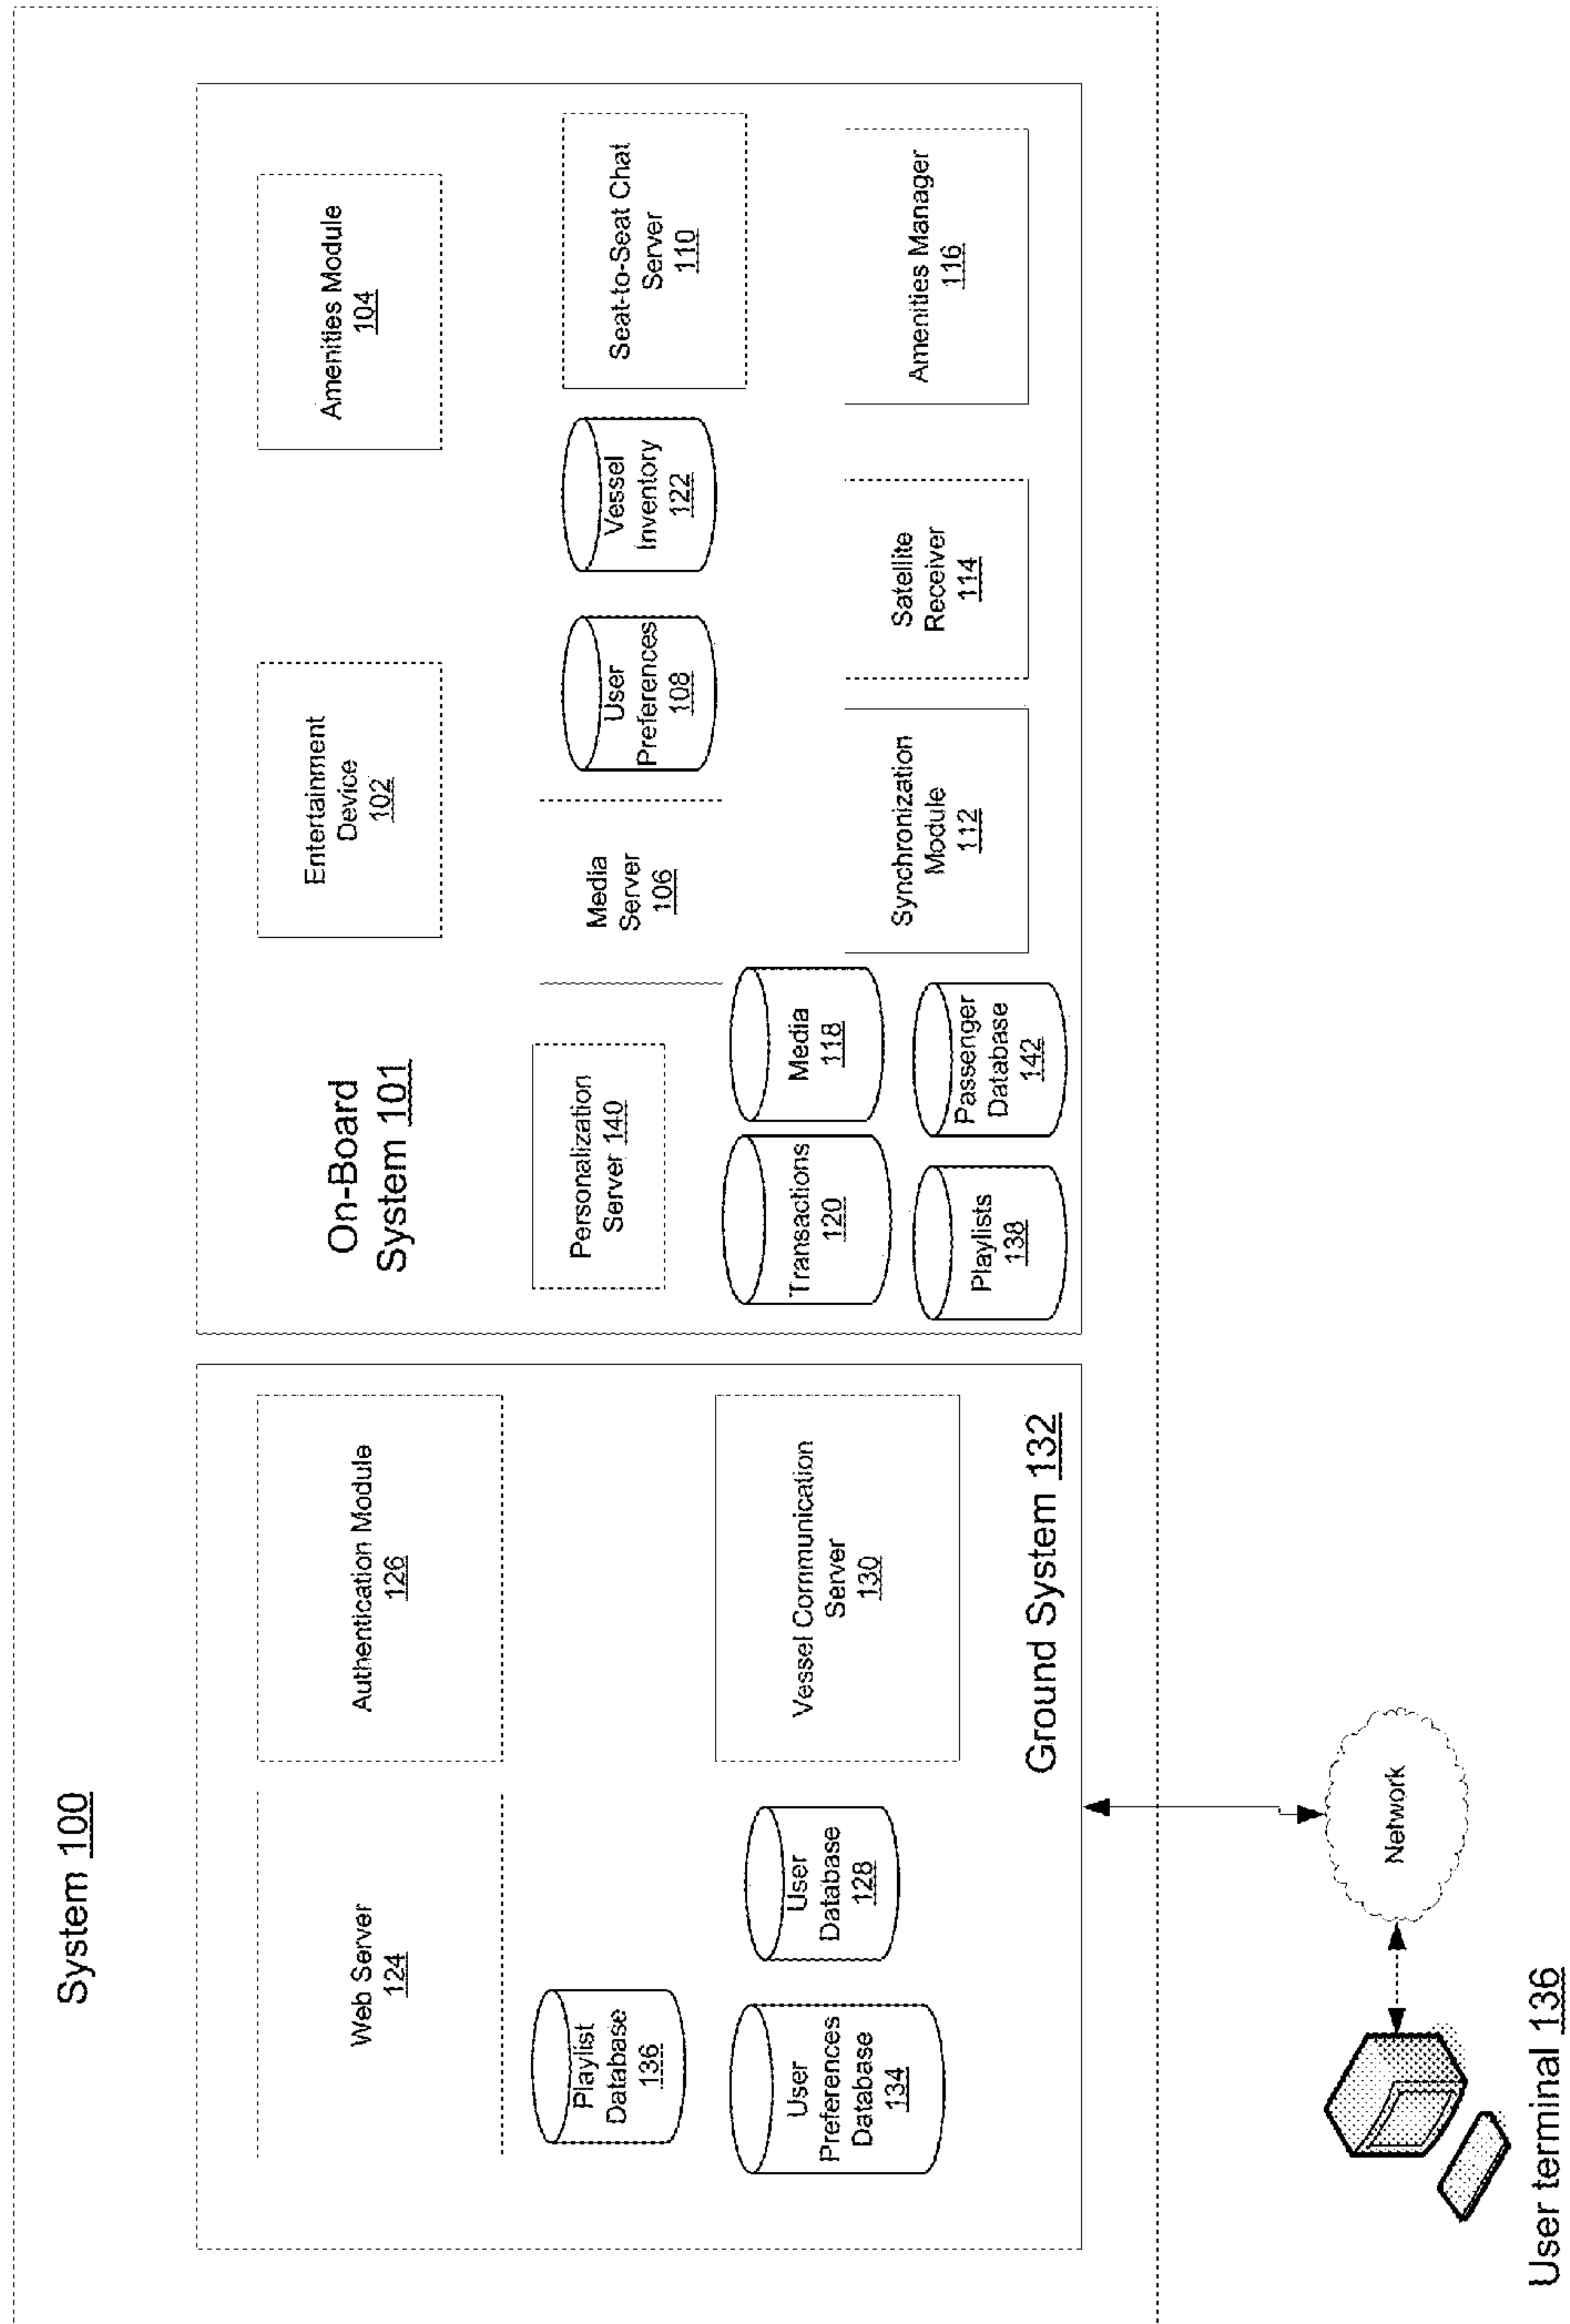 System 100
Web Server
124
Authentication Module
126
Playlist
Database
136
User
Preferences
Database
134
User
Database
128
Vessel Communication
Server
130
Ground System 132
On-Board
System 101
Entertainment
Device
102
Amenities Module
104
Personalization
Server 140
Media
Server
106
User
Preferences
108
Vessel
Inventory
122
Seat-to-Seat Chat
Server
110
Transactions
120
Media
118
Playlists
138
Passenger
Database
142
Synchronization
Module
112
Satellite
Receiver
114
Amenities Manager
116
Network
User terminal 136